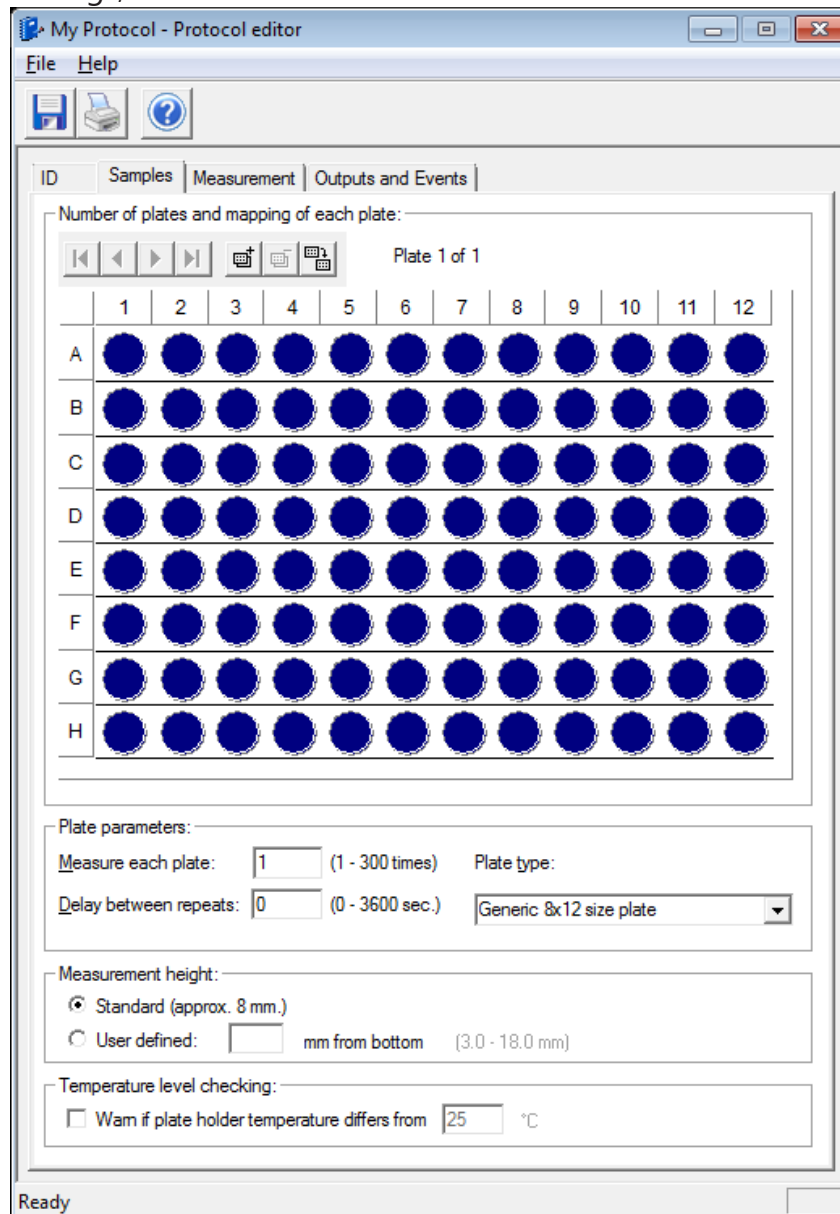 My Protocol - Protocol editor
File Help
ID Samples Measurement Outputs and Events
Number of plates and mapping of each plate:
Plate 1 of 1
1 2 3 4 5 6 7 8 9 10 11 12
A
B
C
D
E
F
G
H
Plate parameters:
Measure each plate: 1 (1 - 300 times) Plate type:
Delay between repeats: 0 (0 - 3600 sec.) Generic 8x12 size plate
Measurement height:
Standard (approx. 8 mm.)
User defined: mm from bottom (3.0 - 18.0 mm)
Temperature level checking:
Warn if plate holder temperature differs from 25 °C
Ready